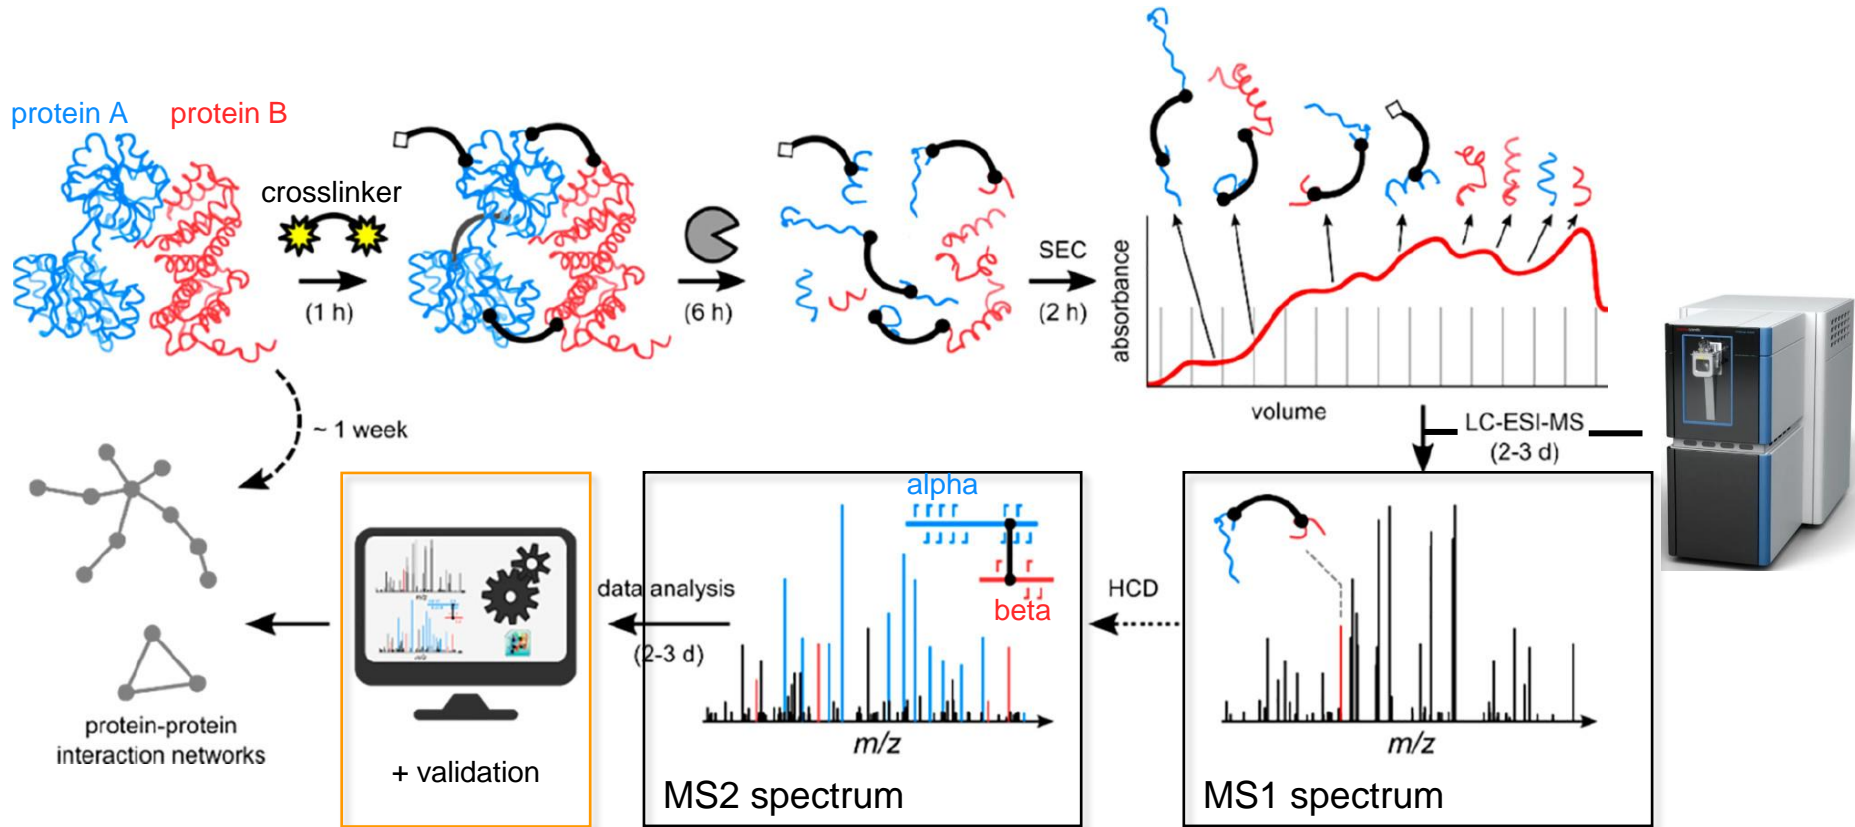 protein A
protein B
crosslinker
(1 h)
(6 h)
SEC
(2 h)
absorbance
volume
LC-ESI-MS
(2-3 d)
~ 1 week
alpha
beta
HCD
data analysis
(2-3 d)
m/z
m/z
m/z
m/z
protein-protein
interaction networks
+ validation
MS2 spectrum
MS1 spectrum